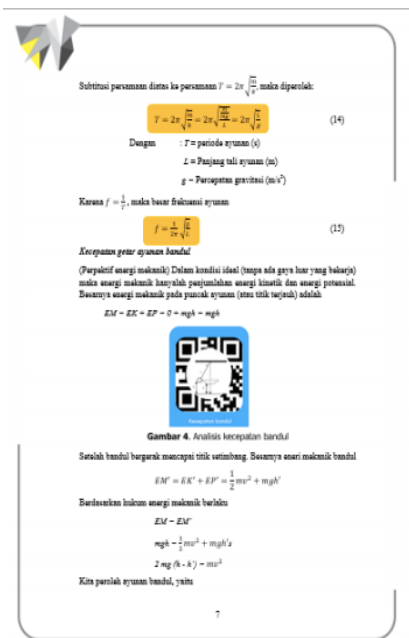 Subtitusi persamaan diatas ke persamaan T = 2π √(m/k), maka diperoleh:
T = 2π √(m/k) = 2π √(m/(mg/L)) = 2π √(L/g) (14)
Dengan : T = periode ayunan (s)
L = Panjang tali ayunan (m)
g = Percepatan gravitasi (m/s²)
Karena f = 1/T, maka besar frekuensi ayunan
f = 1/2π √(g/L) (15)
Kecepatan getar ayunan bandul
(Perpektif energi mekanik) Dalam kondisi ideal (tanpa ada gaya luar yang bekerja)
maka energi mekanik hanyalah penjumlahan energi kinetik dan energi potensial.
Besarnya energi mekanik pada puncak ayunan (atau titik terjauh) adalah
EM = EK + EP = 0 + mgh = mgh
Kecepatan bandul
Gambar 4. Analisis kecepatan bandul
Setelah bandul bergerak mencapai titik setimbang. Besarnya eneri mekanik bandul
EM' = EK' + EP' = 1/2 mv² + mgh'
Berdasarkan hukum energi mekanik berlaku
EM = EM'
mgh = 1/2 mv² + mgh's
2 mg (h - h') = mv²
Kita peroleh ayunan bandul, yaitu
7